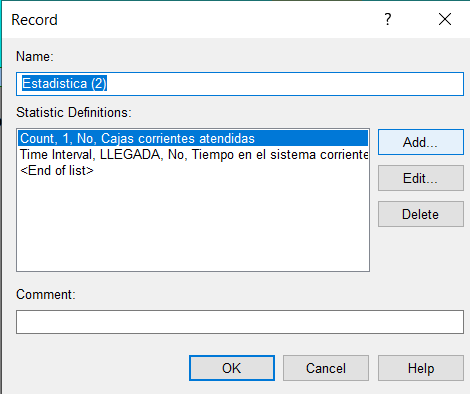 Record
?
Name:
Estadistica (2)
Statistic Definitions:
Count, 1, No, Cajas corrientes atendidas
Time Interval, LLEGADA, No, Tiempo en el sistema corriente
<End of list>
Add...
Edit...
Delete
Comment:
OK
Cancel
Help